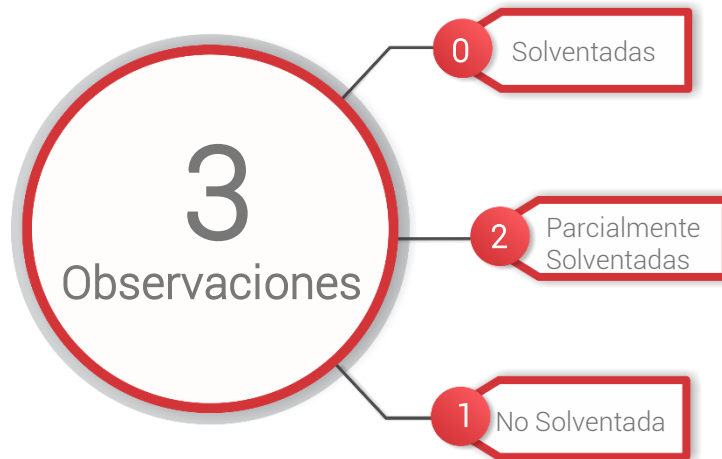 3
Observaciones
0
Solventadas
2
Parcialmente
Solventadas
1
No Solventada